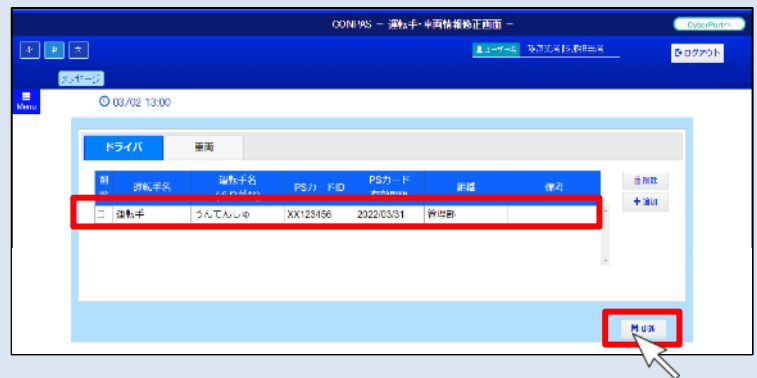 CONPAS － 運転手・車両情報修正画面 －
CyberPortへ
小 中 大
ユーザー名
ログアウト
メッセージ
Menu
03/02 13:00
ドライバ 車両
運転手名 運転手名 PSカードID PSカード 組織 備考
削除
追加
運転手 うんてんしゅ XX123456 2022/03/31 管理部